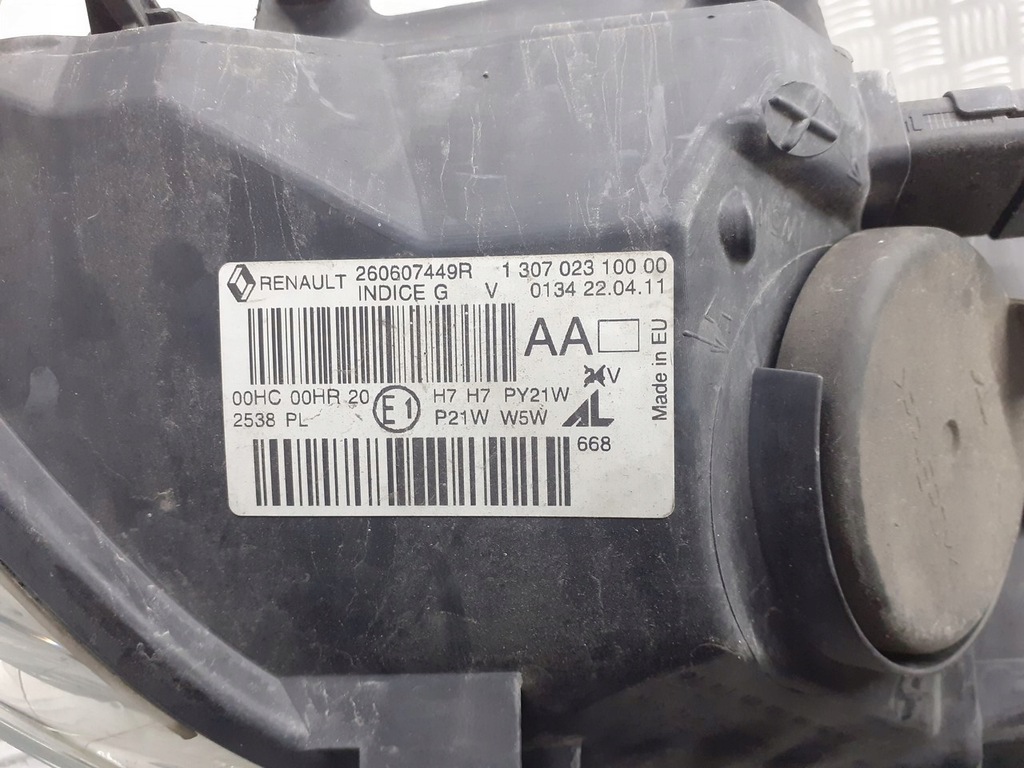 RENAULT 260607449R 1 307 023 100 00
INDICE G V 0134 22.04.11
AA
Made in EU
00HC 00HR 20 E1 H7 H7 PY21W
2538 PL P21W W5W AL
668